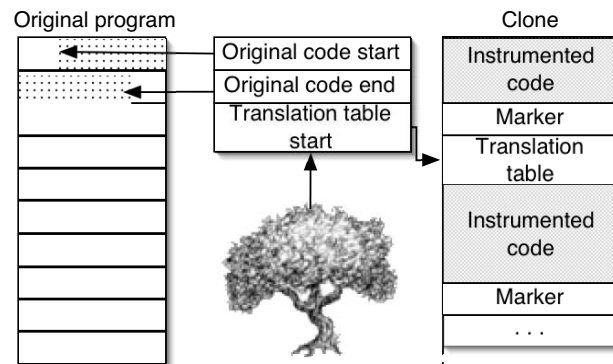 Original program
Original code start
Original code end
Translation table
start
Clone
Instrumented
code
Marker
Translation
table
Instrumented
code
Marker
. . .